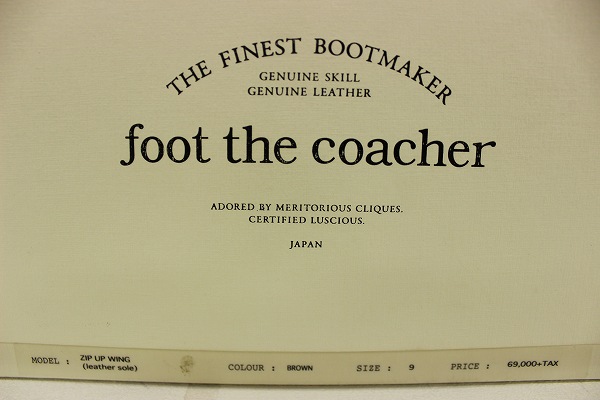 THE FINEST BOOTMAKER
GENUINE SKILL
GENUINE LEATHER
foot the coacher
ADORED BY MERITORIOUS CLIQUES.
CERTIFIED LUSCIOUS.
JAPAN
MODEL : ZIP UP WING (leather sole) COLOUR : BROWN SIZE : 9 PRICE : 69,000+TAX